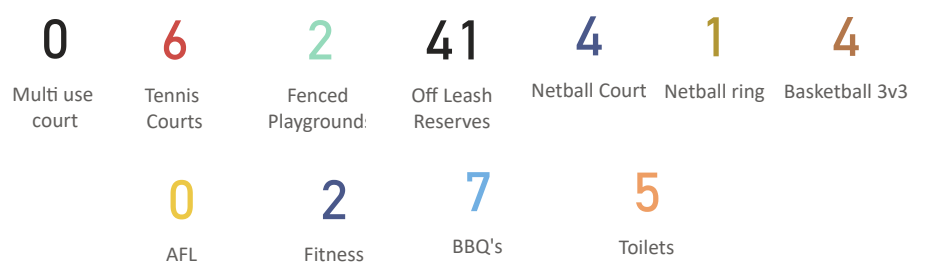 0 6 2 41 4 1 4
Multi use Tennis Fenced Off Leash Netball Court Netball ring Basketball 3v3
court Courts Playgrounds Reserves
0 2 7 5
AFL Fitness BBQ's Toilets